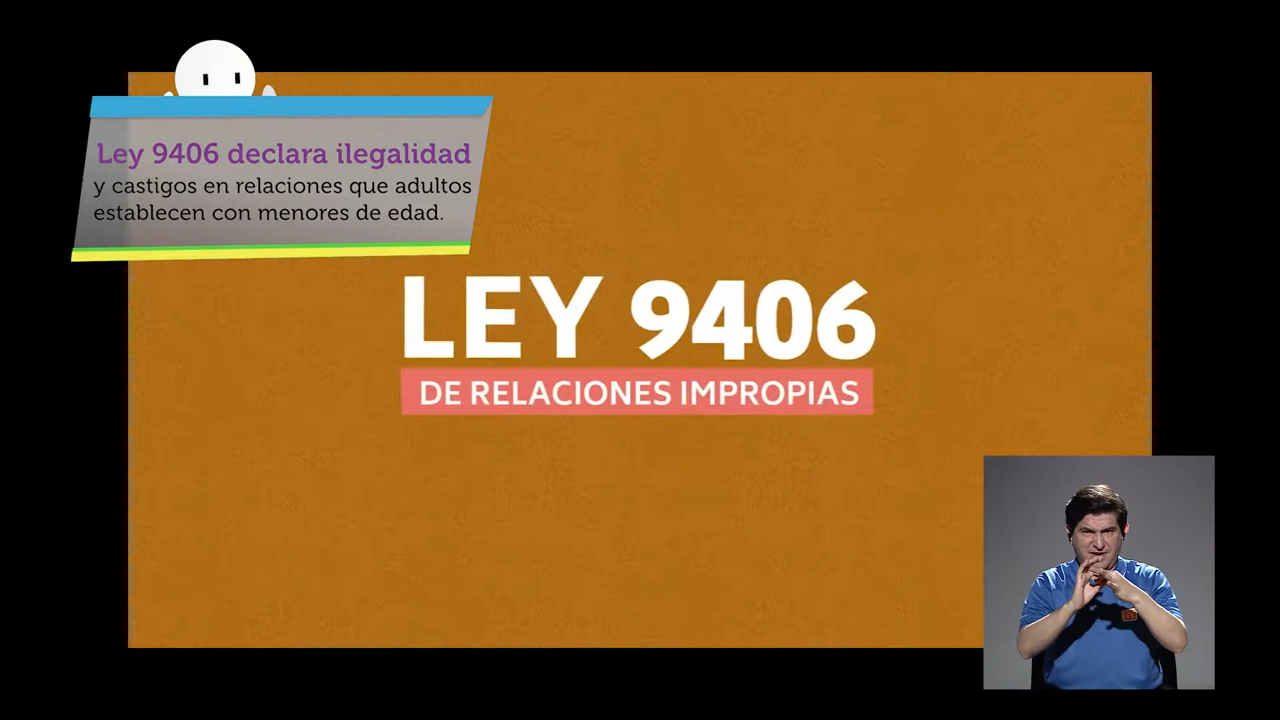 Ley 9406 declara ilegalidad
y castigos en relaciones que adultos
establecen con menores de edad.
LEY 9406
DE RELACIONES IMPROPIAS